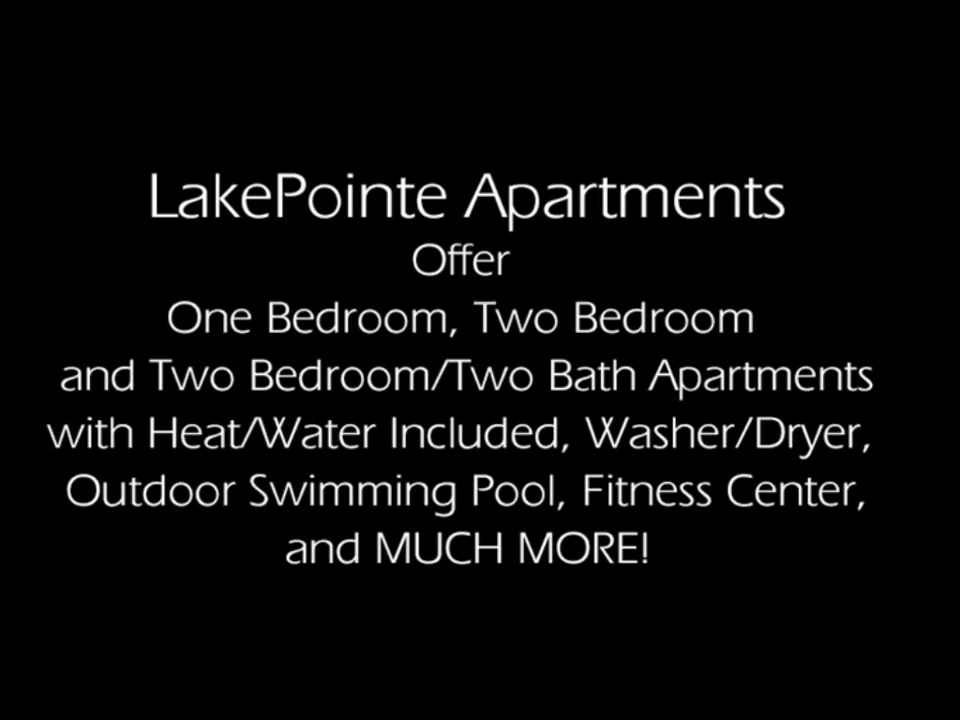 LakePointe Apartments
Offer
One Bedroom, Two Bedroom
and Two Bedroom/Two Bath Apartments
with Heat/Water Included, Washer/Dryer,
Outdoor Swimming Pool, Fitness Center,
and MUCH MORE!